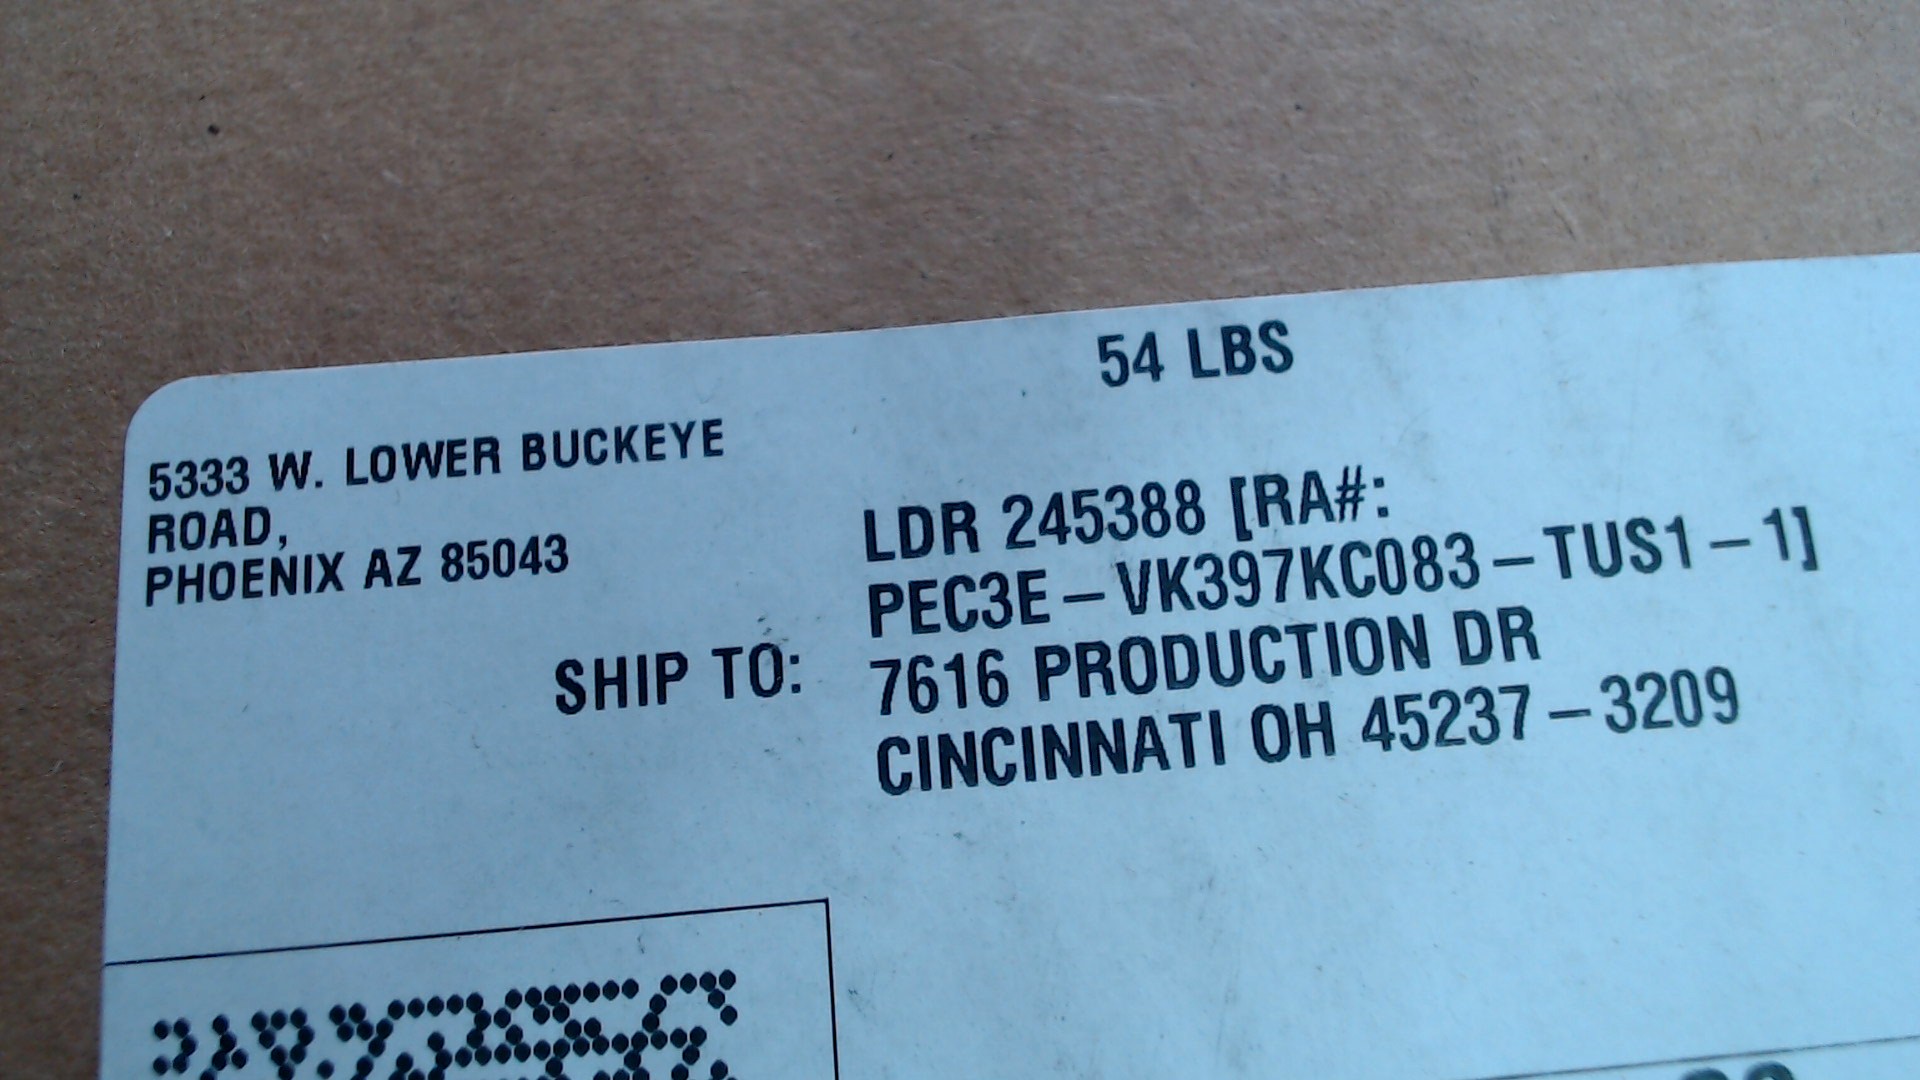 54 LBS
5333 W. LOWER BUCKEYE
ROAD,
PHOENIX AZ 85043
SHIP TO:
LDR 245388 [RA#:
PEC3E-VK397KC083-TUS1-1]
7616 PRODUCTION DR
CINCINNATI OH 45237-3209